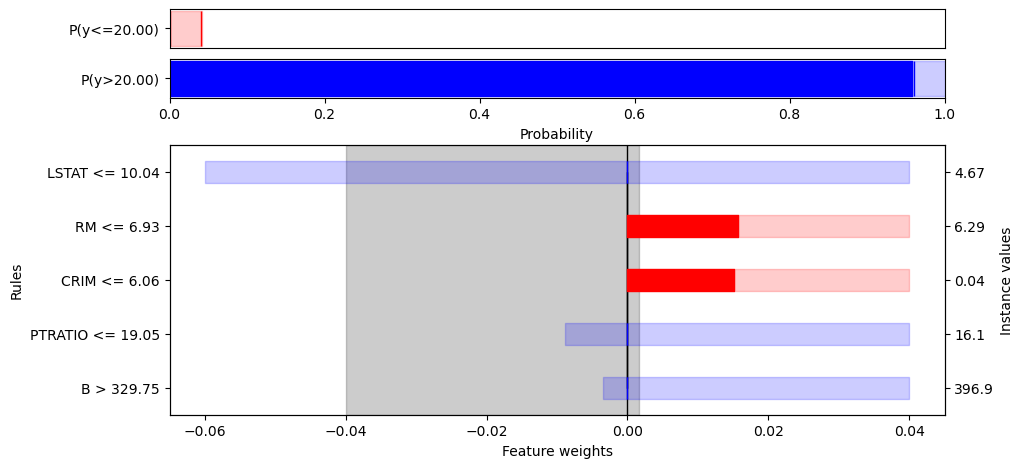 P(y<=20.00)
P(y>20.00)
0.0 0.2 0.4 0.6 0.8 1.0
Probability
LSTAT <= 10.04 4.67
RM <= 6.93 6.29
CRIM <= 6.06 0.04
PTRATIO <= 19.05 16.1
B > 329.75 396.9
Rules
Instance values
−0.06 −0.04 −0.02 0.00 0.02 0.04
Feature weights